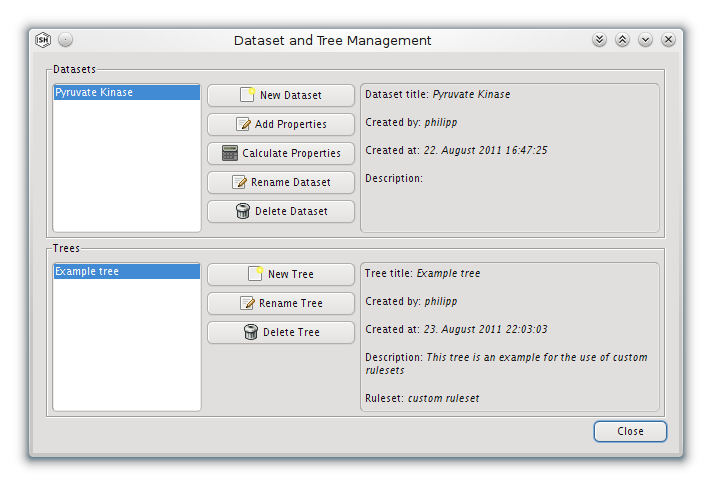 SH
Dataset and Tree Management
Datasets
Pyruvate Kinase
New Dataset
Add Properties
Calculate Properties
Rename Dataset
Delete Dataset
Dataset title: Pyruvate Kinase
Created by: philipp
Created at: 22. August 2011 16:47:25
Description:
Trees
Example tree
New Tree
Rename Tree
Delete Tree
Tree title: Example tree
Created by: philipp
Created at: 23. August 2011 22:03:03
Description: This tree is an example for the use of custom
rulesets
Ruleset: custom ruleset
Close